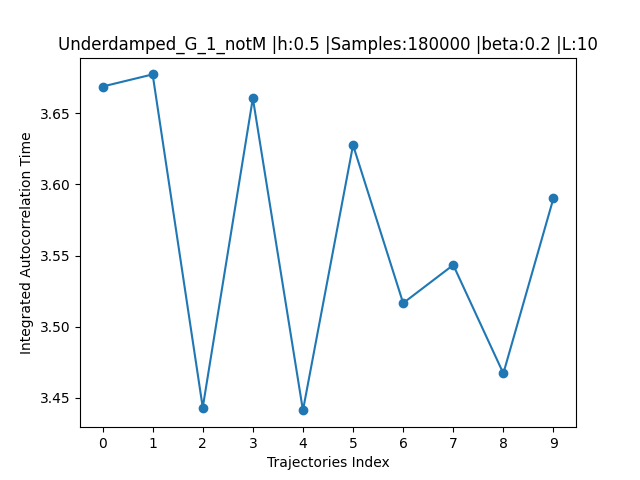 Underdamped_G_1_notM |h:0.5 |Samples:180000 |beta:0.2 |L:10
Integrated Autocorrelation Time
3.65
3.60
3.55
3.50
3.45
0 1 2 3 4 5 6 7 8 9
Trajectories Index